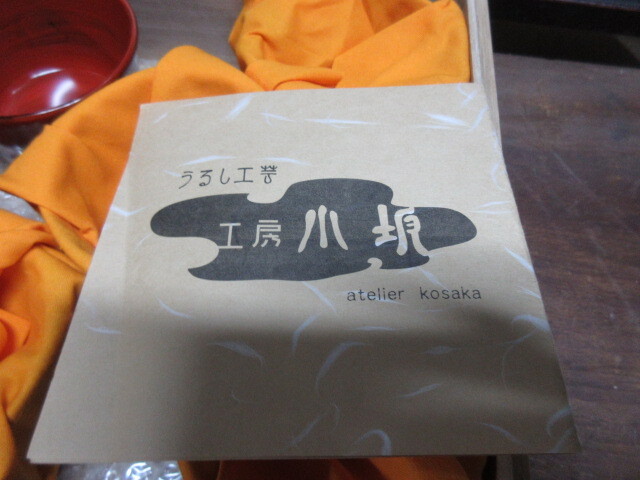 うるし工芸
工房 小坂
atelier kosaka